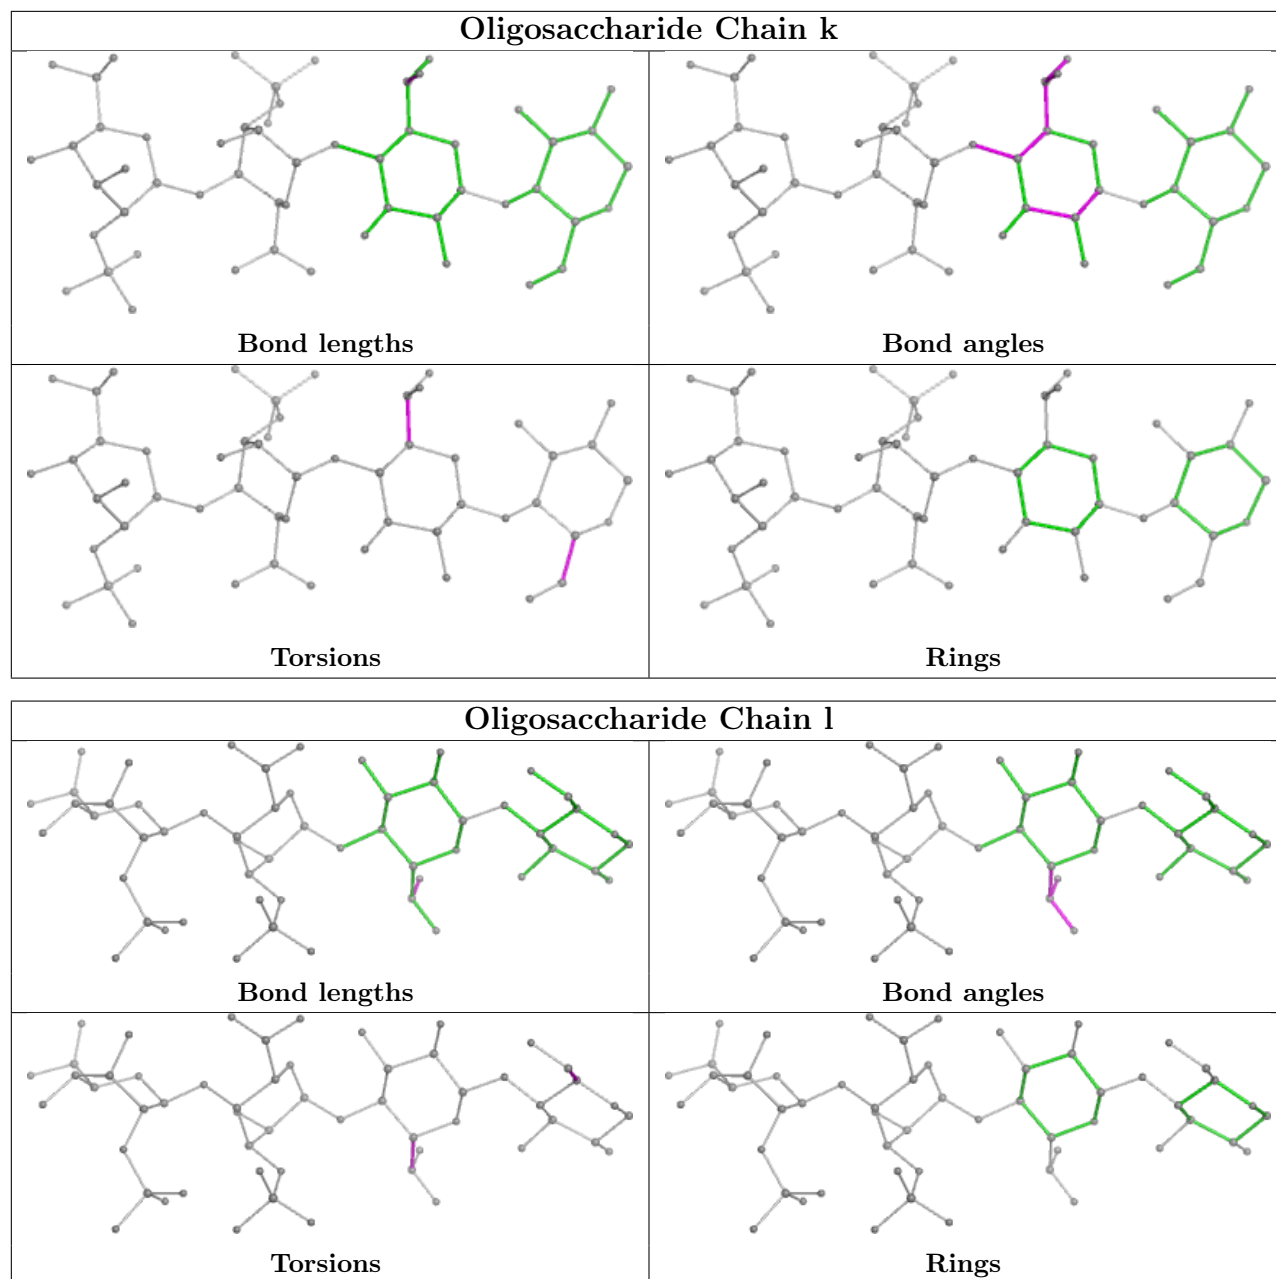 Oligosaccharide Chain k
Bond lengths
Bond angles
Torsions
Rings
Oligosaccharide Chain l
Bond lengths
Bond angles
Torsions
Rings